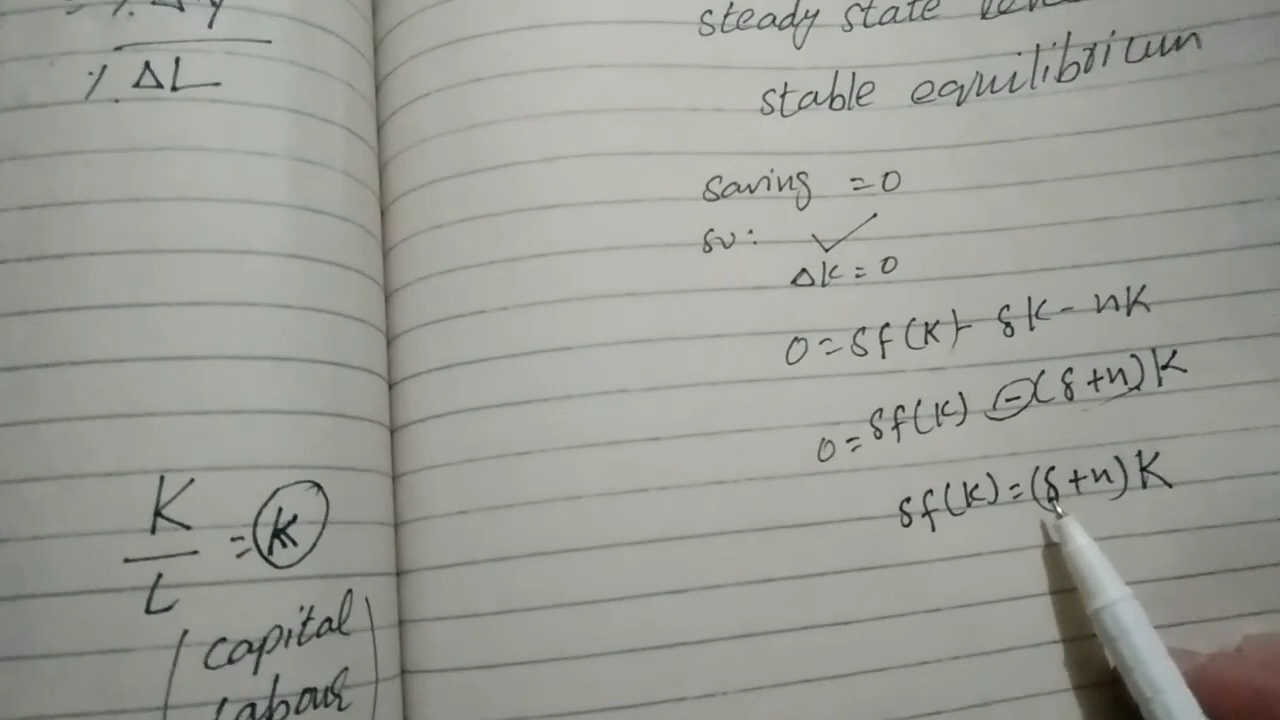 % Δy
% ΔL
K
— = k
L
capital
labour
steady state
stable equilibrium
saving = 0
sv: ✓
Δk = 0
0 = sf(k) - δk - nk
0 = sf(k) - (δ+n)k
sf(k) = (δ+n)k